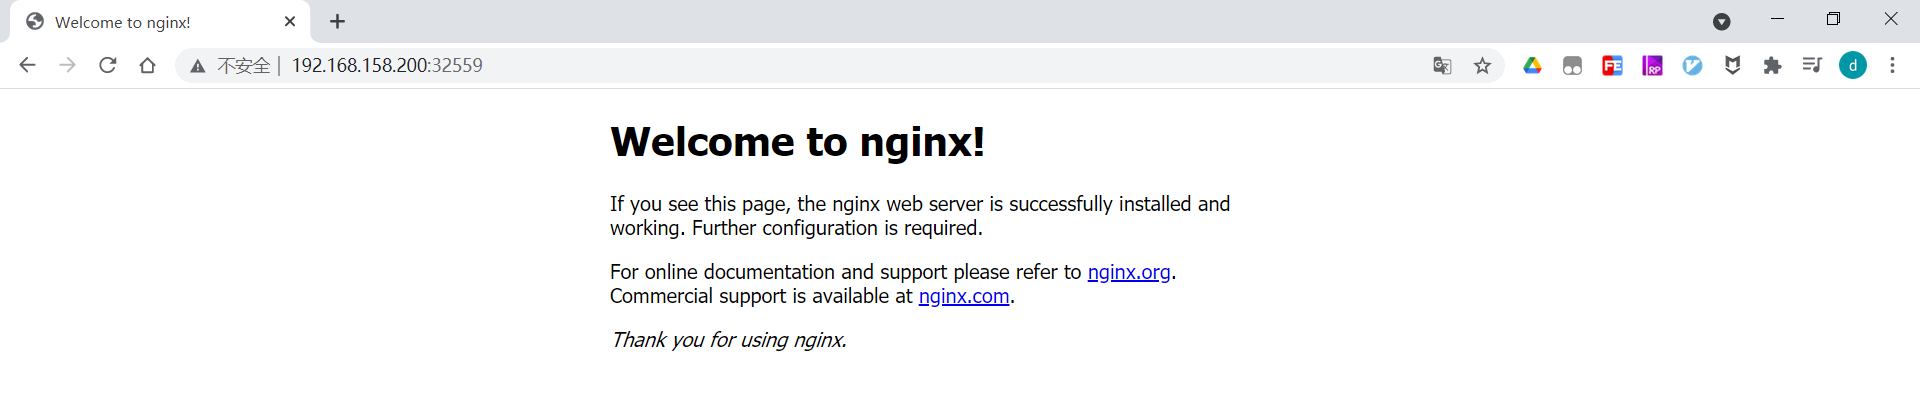 Welcome to nginx!
不安全 | 192.168.158.200:32559
FE
RP
d
Welcome to nginx!
If you see this page, the nginx web server is successfully installed and
working. Further configuration is required.
For online documentation and support please refer to nginx.org.
Commercial support is available at nginx.com.
Thank you for using nginx.